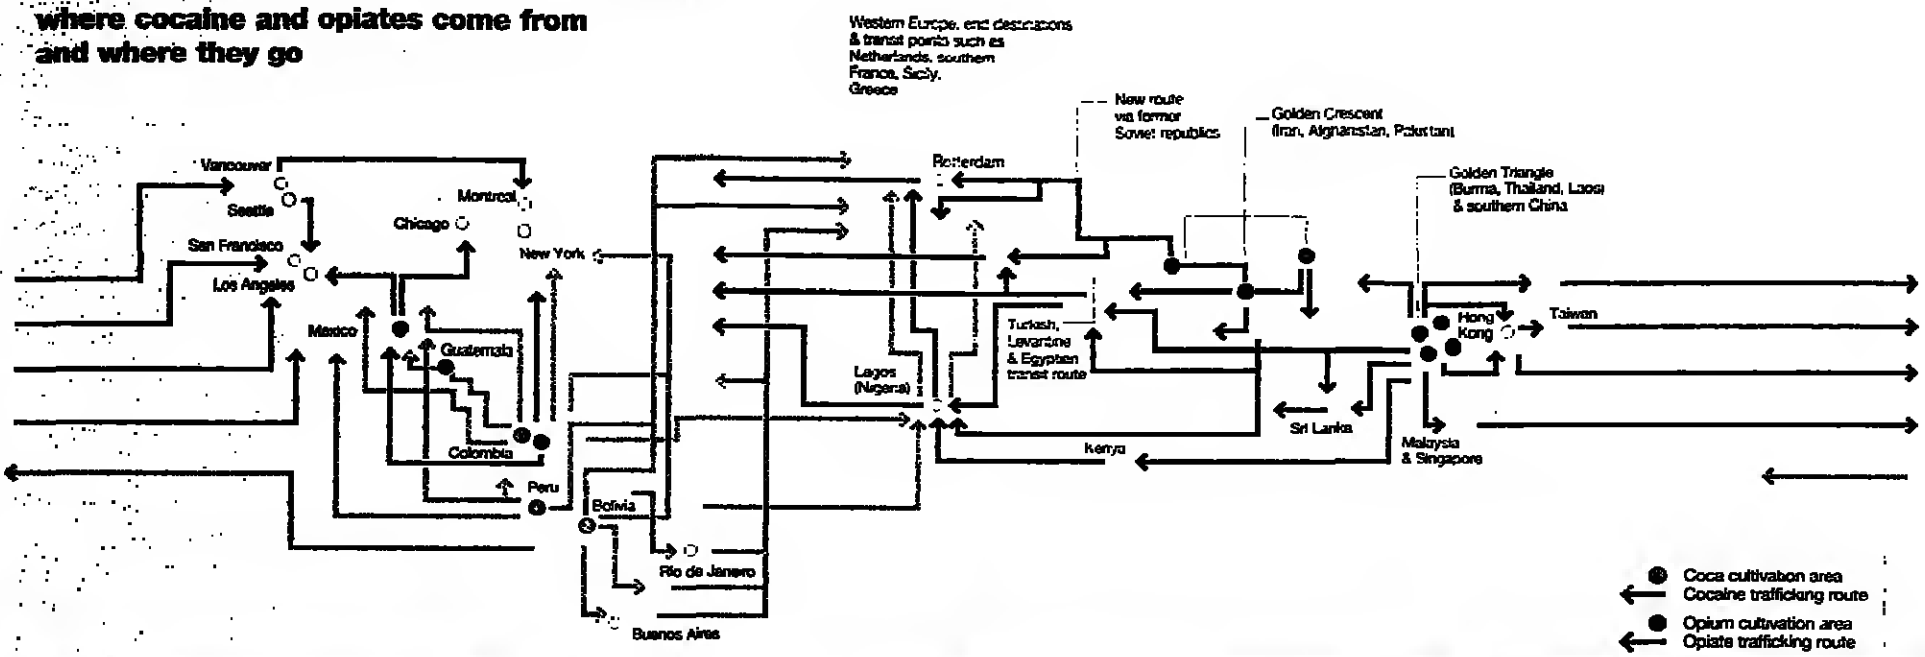 where cocaine and opiates come from
and where they go
Western Europe, end destinations
& transit points such as
Netherlands, southern
France, Sicily,
Greece
New route
via former
Soviet republics
Golden Crescent
(Iran, Afghanistan, Pakistan)
Golden Triangle
(Burma, Thailand, Laos)
& southern China
Vancouver
Seattle
San Francisco
Los Angeles
Montreal
Chicago
New York
Mexico
Guatemala
Colombia
Peru
Bolivia
Rio de Janeiro
Buenos Aires
Rotterdam
Lagos
(Nigeria)
Turkish,
Levantine
& Egyptian
transit route
Kenya
Sri Lanka
Hong
Kong
Taiwan
Malaysia
& Singapore
Coca cultivation area
Cocaine trafficking route
Opium cultivation area
Opiate trafficking route